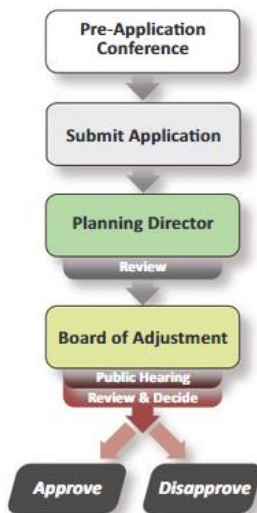 Pre-Application
Conference
Submit Application
Planning Director
Review
Board of Adjustment
Public Hearing
Review & Decide
Approve
Disapprove